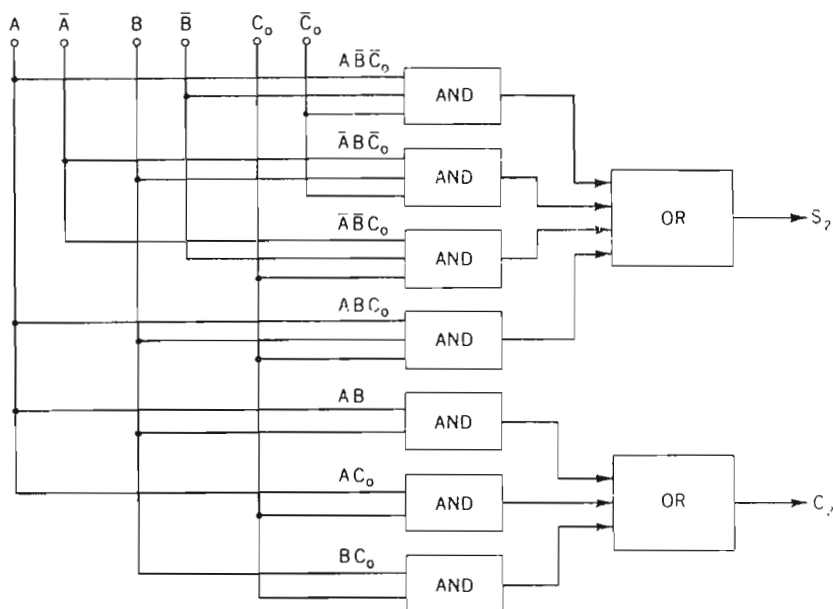 A Ā B B̄ C₀ C̄₀
A B̄ C̄₀
AND
Ā B C̄₀
AND
OR
Ā B̄ C₀
AND
A B C₀
AND
A B
AND
A C₀
AND
OR
B C₀
AND